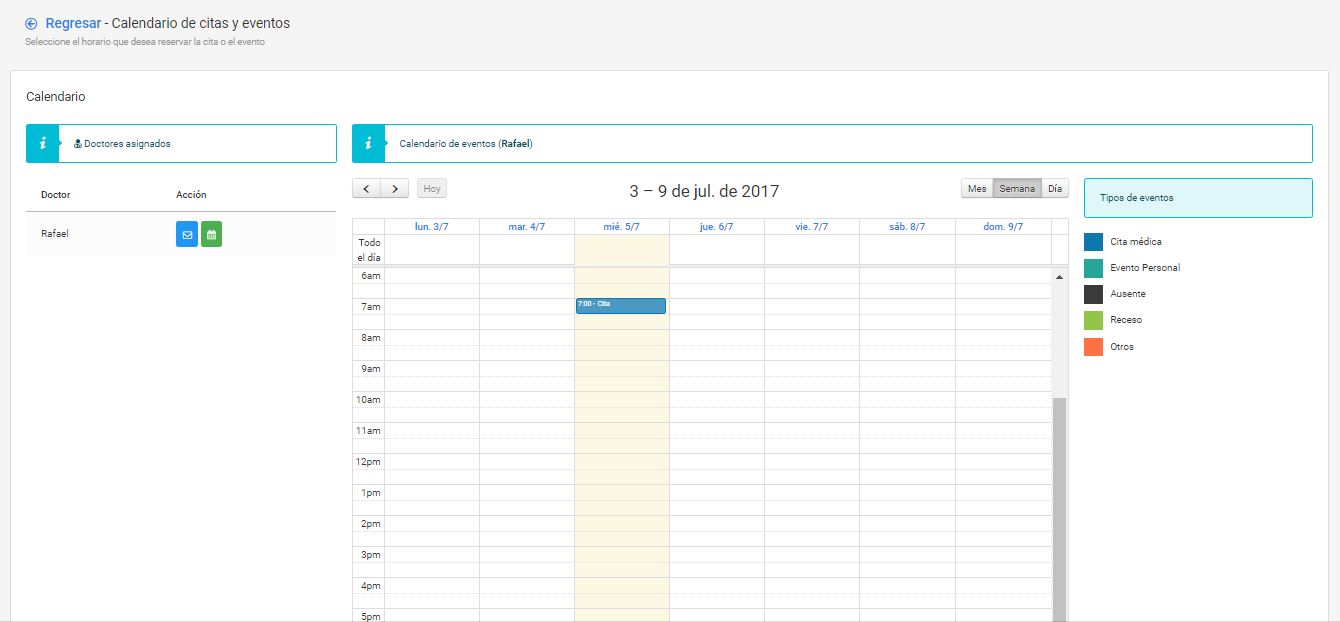 Regresar - Calendario de citas y eventos
Seleccione el horario que desea reservar la cita o el evento
Calendario
i Doctores asignados
Doctor Acción
Rafael
i Calendario de eventos (Rafael)
Hoy 3 – 9 de jul. de 2017 Mes Semana Día
lun. 3/7 mar. 4/7 mié. 5/7 jue. 6/7 vie. 7/7 sáb. 8/7 dom. 9/7
Todo
el día
6am
7am 7:00 - Cita
8am
9am
10am
11am
12pm
1pm
2pm
3pm
4pm
5pm
Tipos de eventos
Cita médica
Evento Personal
Ausente
Receso
Otros